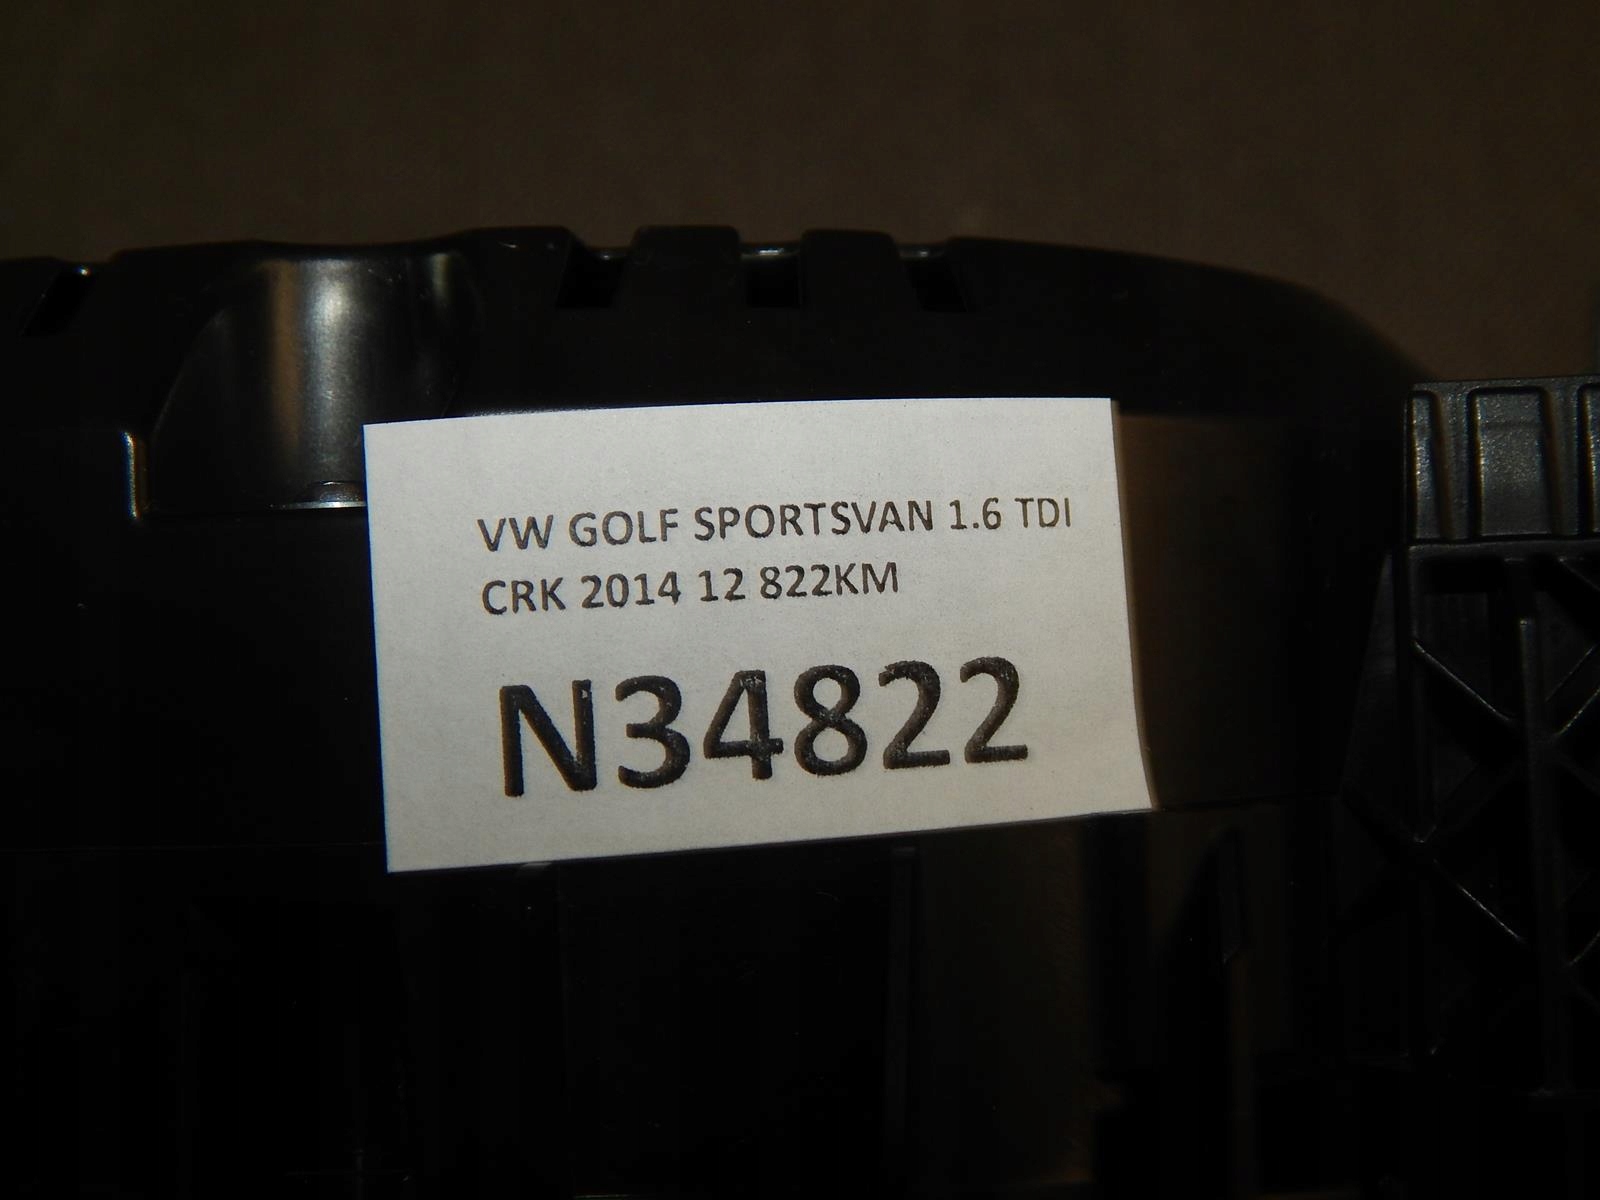 VW GOLF SPORTSVAN 1.6 TDI
CRK 2014 12 822KM
N34822